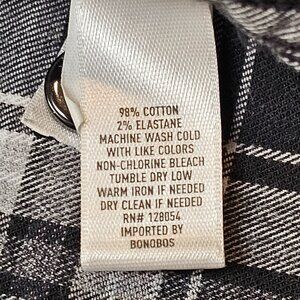 98% COTTON
2% ELASTANE
MACHINE WASH COLD
WITH LIKE COLORS
NON-CHLORINE BLEACH
TUMBLE DRY LOW
WARM IRON IF NEEDED
DRY CLEAN IF NEEDED
RN# 128054
IMPORTED BY
BONOBOS